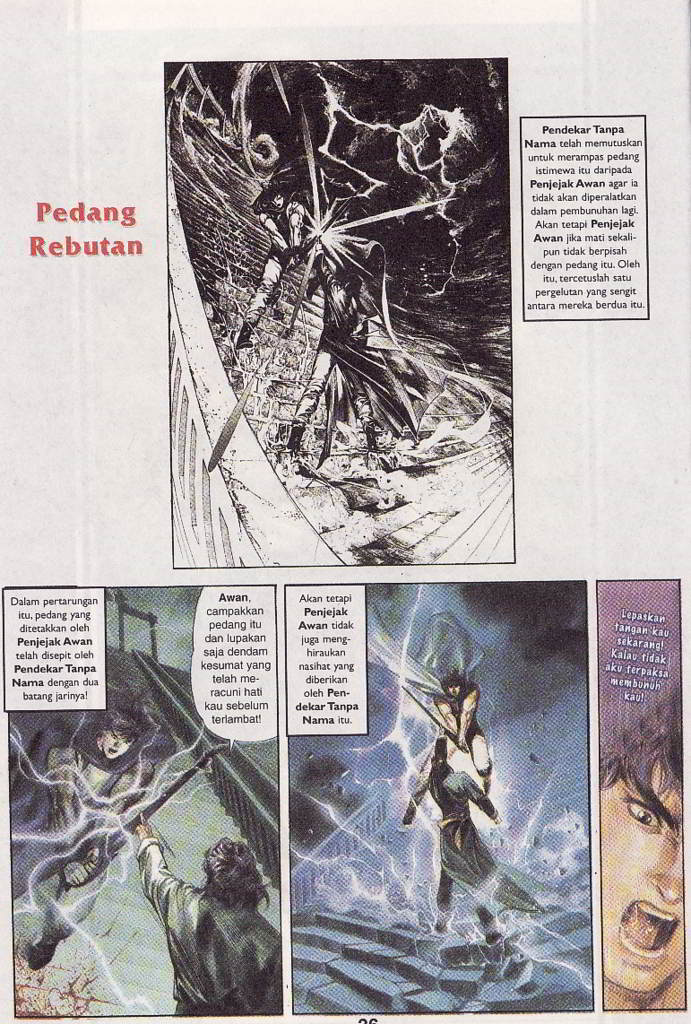 Pedang
Rebutan
Pendekar Tanpa
Nama telah memutuskan
untuk merampas pedang
istimewa itu daripada
Penjejak Awan agar ia
tidak akan diperalatkan
dalam pembunuhan lagi.
Akan tetapi Penjejak
Awan jika mati sekali-
pun tidak berpisah
dengan pedang itu. Oleh
itu, tercetuslah satu
pergelutan yang sengit
antara mereka berdua itu.
Dalam pertarungan
itu, pedang yang
ditetakkan oleh
Penjejak Awan
telah disepit oleh
Pendekar Tanpa
Nama dengan dua
batang jarinya!
Awan,
campakkan
pedang itu
dan lupakan
saja dendam
kesumat yang
telah me-
racuni hati
kau sebelum
terlambat!
Akan tetapi
Penjejak
Awan tidak
juga meng-
hiraukan
nasihat yang
diberikan
oleh Pen-
dekar Tanpa
Nama itu.
Lepaskan
tangan kau
sekarang!
Kalau tidak,
aku terpaksa
membunuh
kau!
26